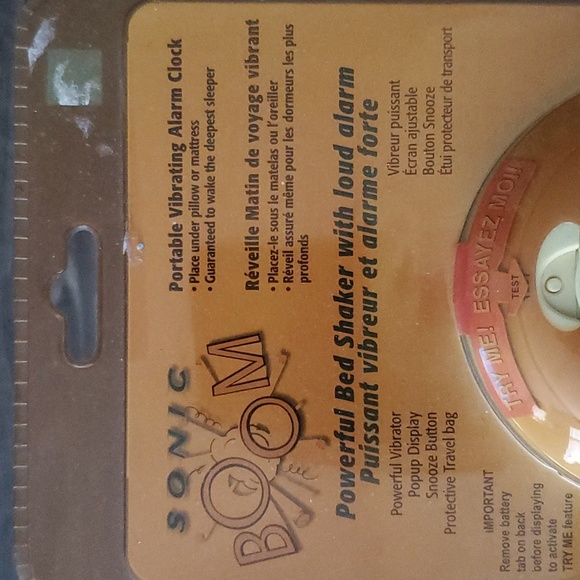 SONIC
BOOM
Portable Vibrating Alarm Clock
• Place under pillow or mattress
• Guaranteed to wake the deepest sleeper
Réveille Matin de voyage vibrant
• Placez-le sous le matelas ou l'oreiller
• Réveil assuré même pour les dormeurs les plus
profonds
Powerful Bed Shaker with loud alarm
Puissant vibreur et alarme forte
Powerful Vibrator
Popup Display
Snooze Button
Protective Travel bag
Vibreur puissant
Écran ajustable
Bouton Snooze
Étui protecteur de transport
IMPORTANT
Remove battery
tab on back
before displaying
to activate
TRY ME feature
TRY ME! ESSAYEZ MOI!
TEST